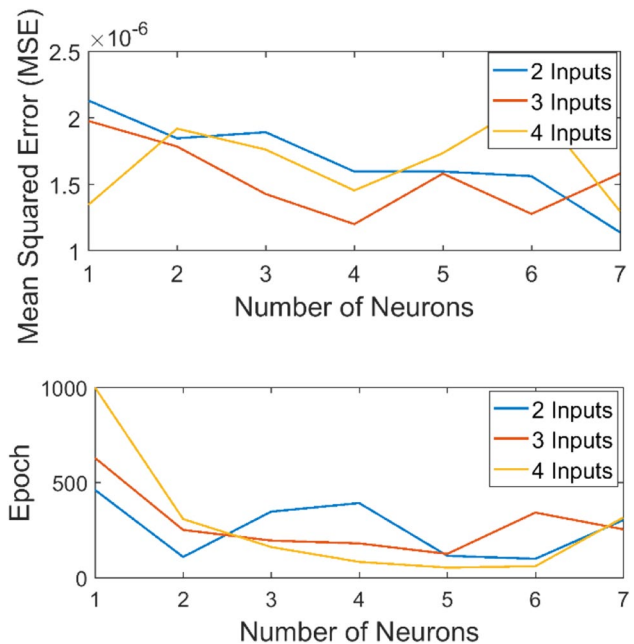 ×10⁻⁶
Mean Squared Error (MSE)
2.5
2
1.5
1
2 Inputs
3 Inputs
4 Inputs
1 2 3 4 5 6 7
Number of Neurons
Epoch
1000
500
0
2 Inputs
3 Inputs
4 Inputs
1 2 3 4 5 6 7
Number of Neurons